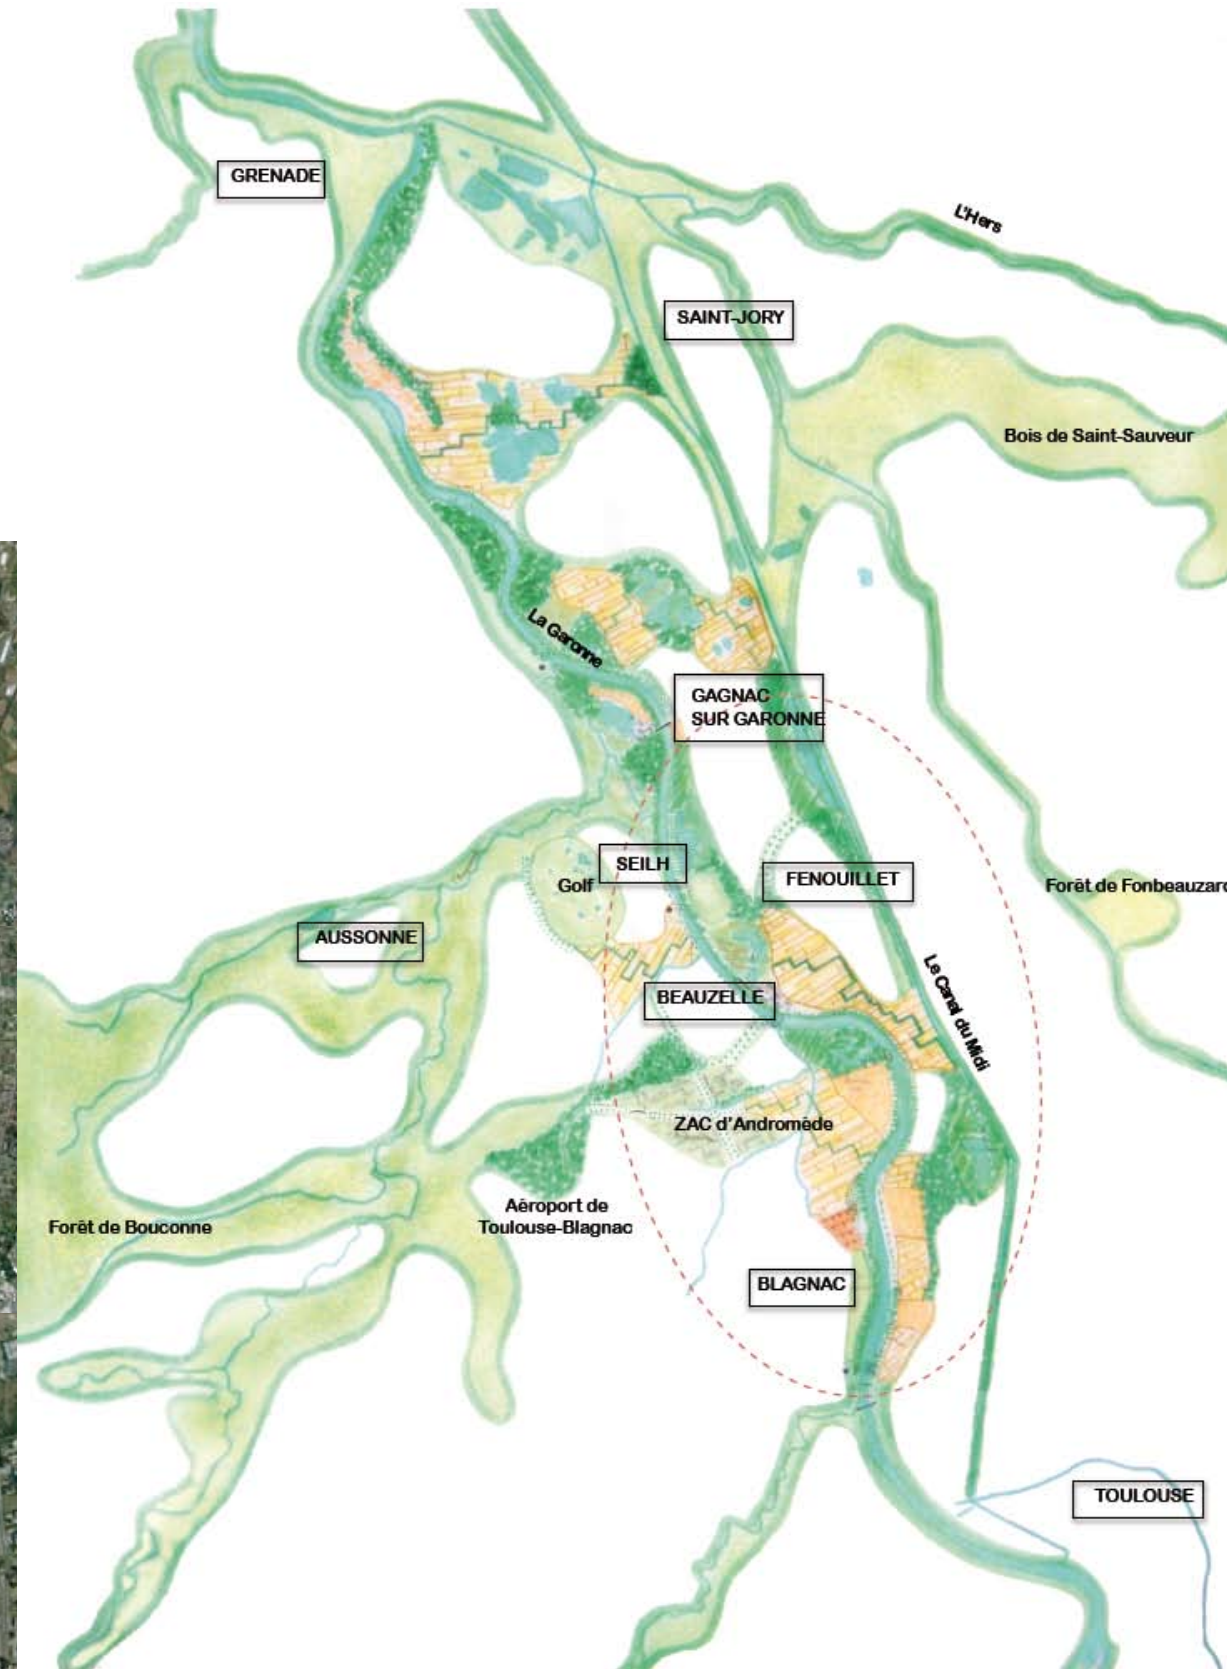 GRENADE
L'Hers
SAINT-JORY
Bois de Saint-Sauveur
La Garonne
GAGNAC
SUR GARONNE
SEILH
Golf
FENOUILLET
Forêt de Fonbeauzard
AUSSONNE
Le Canal du Midi
BEAUZELLE
ZAC d'Andromède
Aéroport de
Toulouse-Blagnac
Forêt de Bouconne
BLAGNAC
TOULOUSE